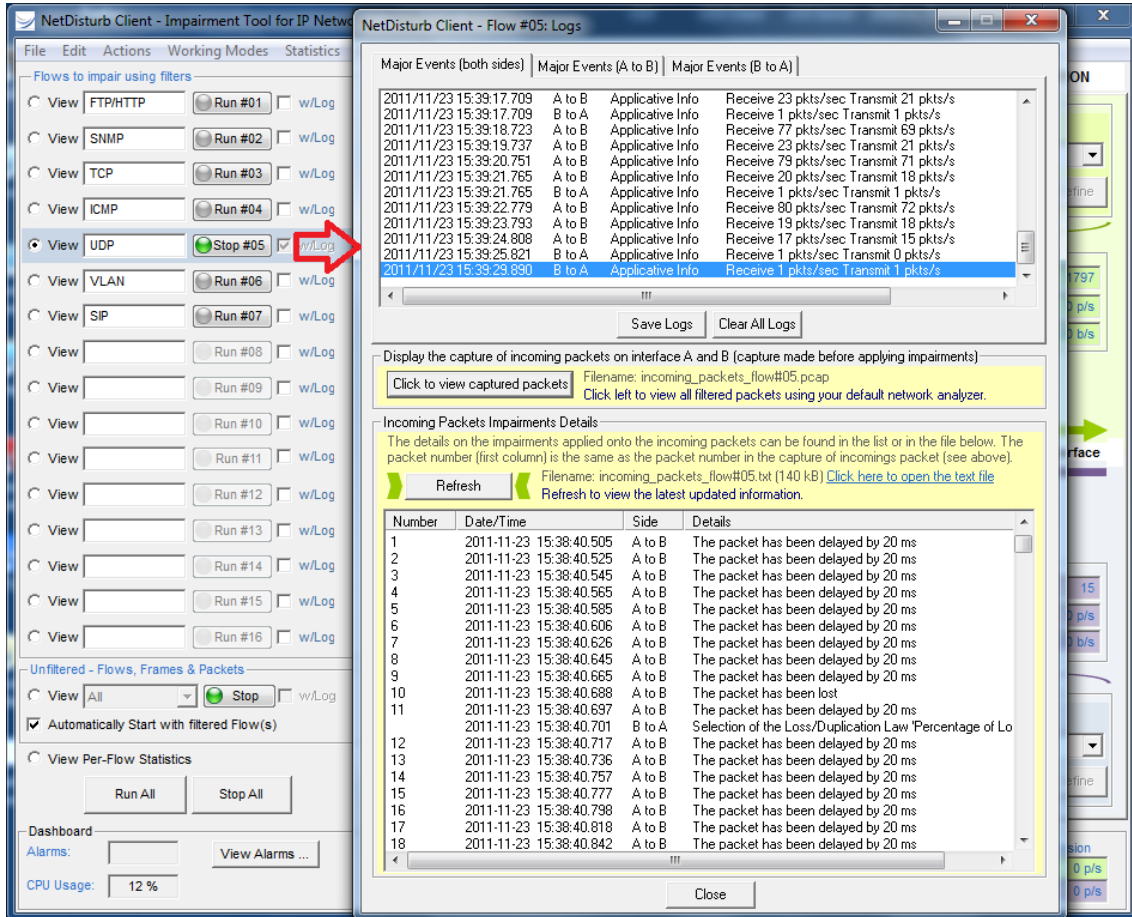 NetDisturb Client - Impairment Tool for IP Netwo
File Edit Actions Working Modes Statistics
Flows to impair using filters
View FTP/HTTP Run #01 w/Log
View SNMP Run #02 w/Log
View TCP Run #03 w/Log
View ICMP Run #04 w/Log
View UDP Stop #05 w/Log
View VLAN Run #06 w/Log
View SIP Run #07 w/Log
View Run #08 w/Log
View Run #09 w/Log
View Run #10 w/Log
View Run #11 w/Log
View Run #12 w/Log
View Run #13 w/Log
View Run #14 w/Log
View Run #15 w/Log
View Run #16 w/Log
Unfiltered - Flows, Frames & Packets
View All Stop w/Log
Automatically Start with filtered Flow(s)
View Per-Flow Statistics
Run All Stop All
Dashboard
Alarms: View Alarms ...
CPU Usage: 12 %
NetDisturb Client - Flow #05: Logs
Major Events (both sides) Major Events (A to B) Major Events (B to A)
2011/11/23 15:39:17.709 A to B Applicative Info Receive 23 pkts/sec Transmit 21 pkts/s
2011/11/23 15:39:17.709 B to A Applicative Info Receive 1 pkts/sec Transmit 1 pkts/s
2011/11/23 15:39:18.723 A to B Applicative Info Receive 77 pkts/sec Transmit 69 pkts/s
2011/11/23 15:39:19.737 A to B Applicative Info Receive 23 pkts/sec Transmit 21 pkts/s
2011/11/23 15:39:20.751 A to B Applicative Info Receive 79 pkts/sec Transmit 71 pkts/s
2011/11/23 15:39:21.765 A to B Applicative Info Receive 20 pkts/sec Transmit 18 pkts/s
2011/11/23 15:39:21.765 B to A Applicative Info Receive 1 pkts/sec Transmit 1 pkts/s
2011/11/23 15:39:22.779 A to B Applicative Info Receive 80 pkts/sec Transmit 72 pkts/s
2011/11/23 15:39:23.793 A to B Applicative Info Receive 19 pkts/sec Transmit 18 pkts/s
2011/11/23 15:39:24.808 A to B Applicative Info Receive 17 pkts/sec Transmit 15 pkts/s
2011/11/23 15:39:25.821 B to A Applicative Info Receive 1 pkts/sec Transmit 0 pkts/s
2011/11/23 15:39:29.890 B to A Applicative Info Receive 1 pkts/sec Transmit 1 pkts/s
Save Logs Clear All Logs
Display the capture of incoming packets on interface A and B (capture made before applying impairments)
Click to view captured packets
Filename: incoming_packets_flow#05.pcap
Click left to view all filtered packets using your default network analyzer.
Incoming Packets Impairments Details
The details on the impairments applied onto the incoming packets can be found in the list or in the file below. The
packet number (first column) is the same as the packet number in the capture of incomings packet (see above).
Refresh
Filename: incoming_packets_flow#05.txt (140 kB) Click here to open the text file
Refresh to view the latest updated information.
Number Date/Time Side Details
1 2011-11-23 15:38:40.505 A to B The packet has been delayed by 20 ms
2 2011-11-23 15:38:40.525 A to B The packet has been delayed by 20 ms
3 2011-11-23 15:38:40.545 A to B The packet has been delayed by 20 ms
4 2011-11-23 15:38:40.565 A to B The packet has been delayed by 20 ms
5 2011-11-23 15:38:40.585 A to B The packet has been delayed by 20 ms
6 2011-11-23 15:38:40.606 A to B The packet has been delayed by 20 ms
7 2011-11-23 15:38:40.626 A to B The packet has been delayed by 20 ms
8 2011-11-23 15:38:40.645 A to B The packet has been delayed by 20 ms
9 2011-11-23 15:38:40.665 A to B The packet has been delayed by 20 ms
10 2011-11-23 15:38:40.688 A to B The packet has been lost
11 2011-11-23 15:38:40.697 A to B The packet has been delayed by 20 ms
2011-11-23 15:38:40.701 B to A Selection of the Loss/Duplication Law 'Percentage of Lo
12 2011-11-23 15:38:40.717 A to B The packet has been delayed by 20 ms
13 2011-11-23 15:38:40.736 A to B The packet has been delayed by 20 ms
14 2011-11-23 15:38:40.757 A to B The packet has been delayed by 20 ms
15 2011-11-23 15:38:40.777 A to B The packet has been delayed by 20 ms
16 2011-11-23 15:38:40.798 A to B The packet has been delayed by 20 ms
17 2011-11-23 15:38:40.818 A to B The packet has been delayed by 20 ms
18 2011-11-23 15:38:40.842 A to B The packet has been delayed by 20 ms
Close
ON
efine
1797
0 p/s
0 b/s
rface
15
0 p/s
0 b/s
efine
sion
0 p/s
0 p/s